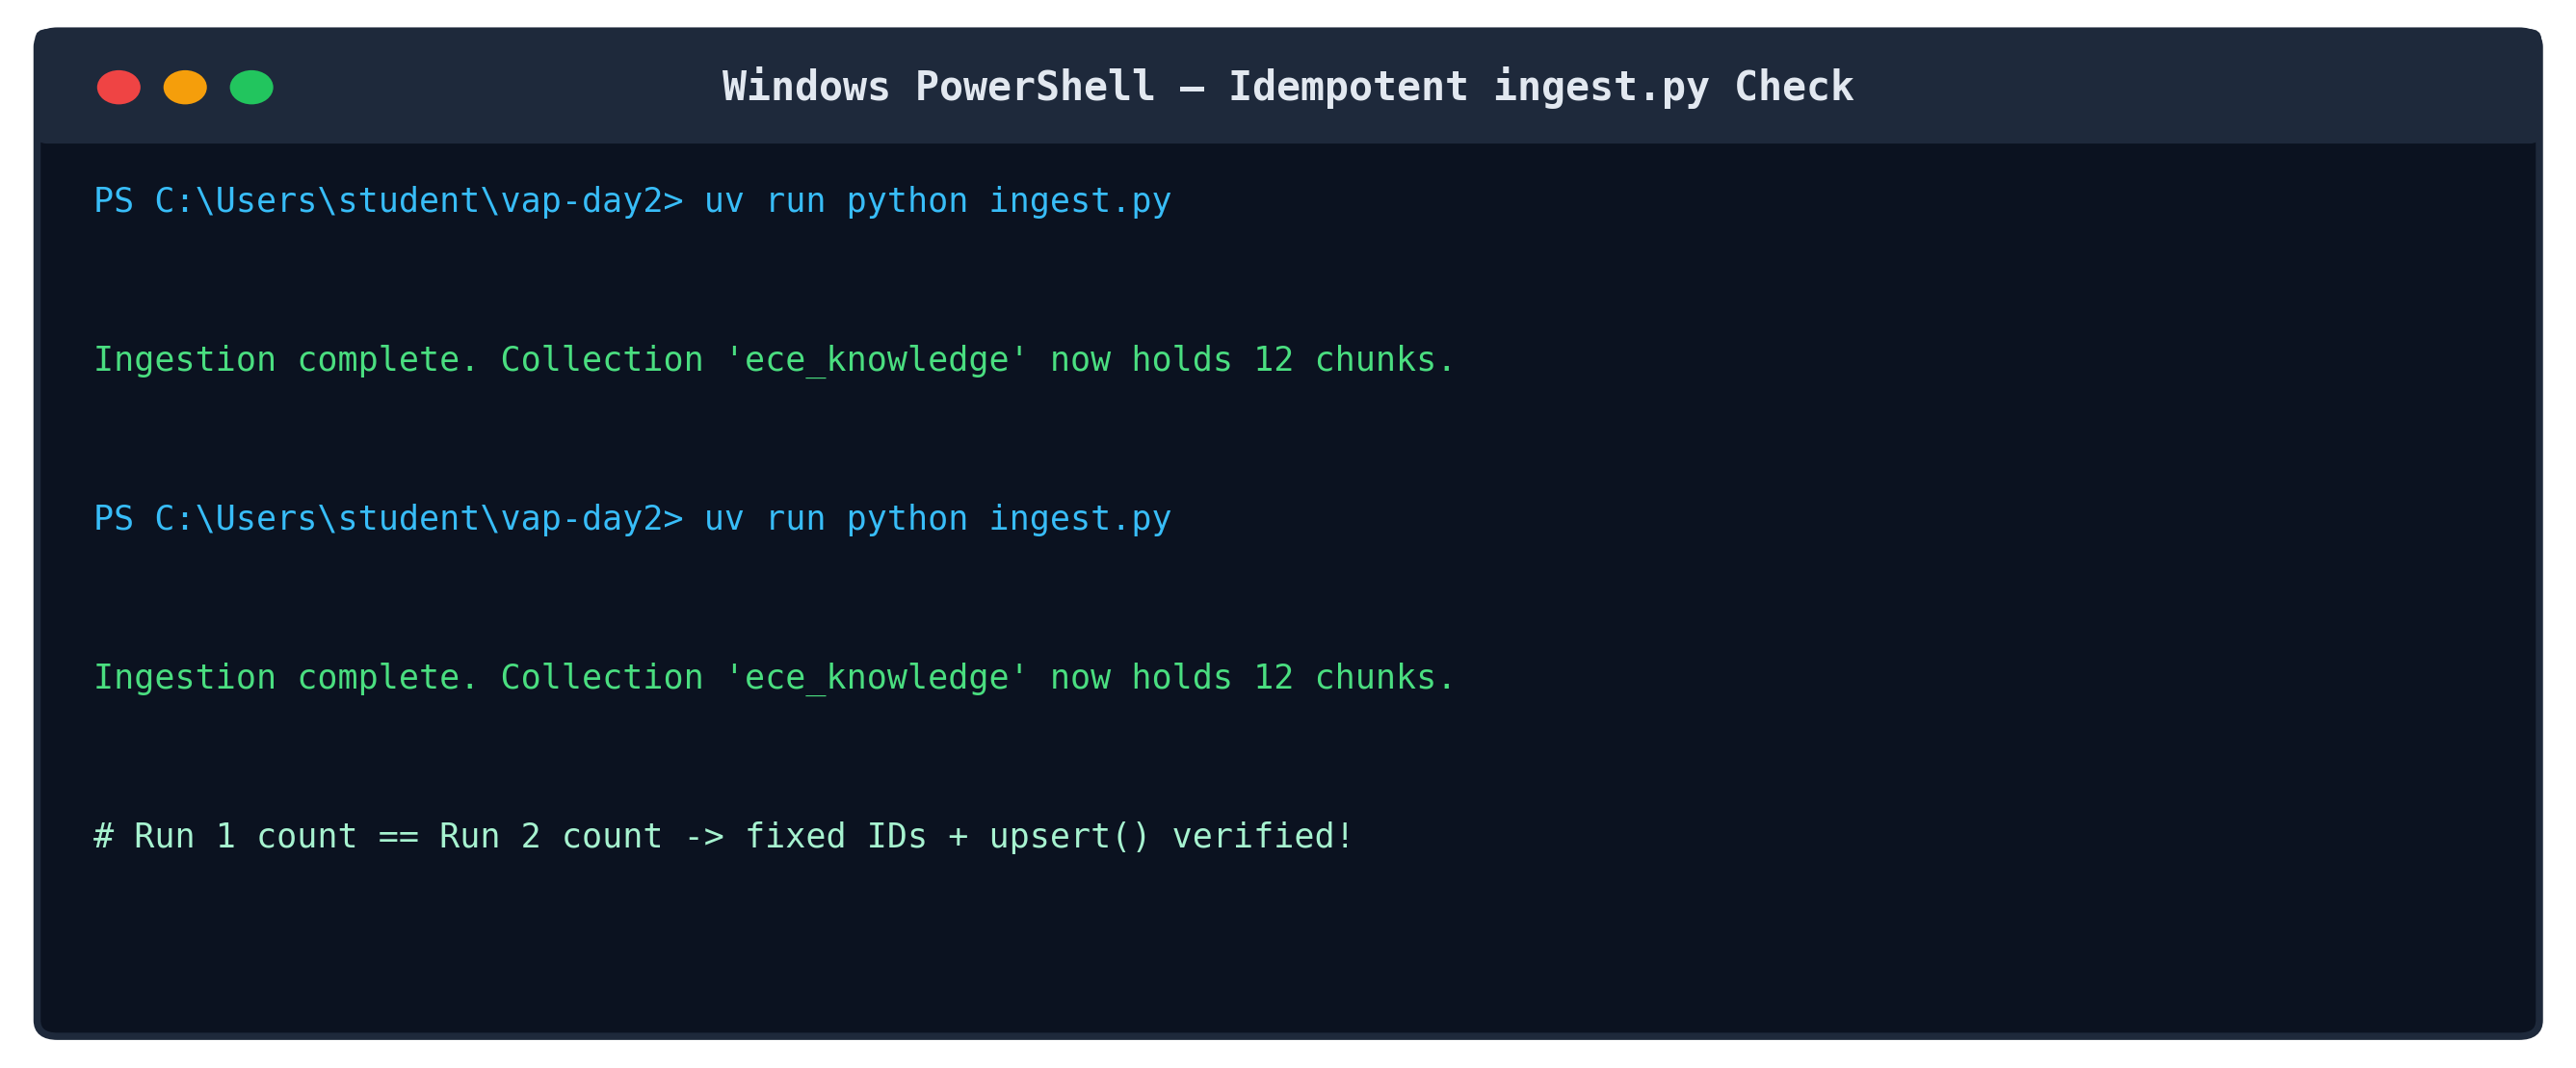 Windows PowerShell — Idempotent ingest.py Check
PS C:\Users\student\vap-day2> uv run python ingest.py
Ingestion complete. Collection 'ece_knowledge' now holds 12 chunks.
PS C:\Users\student\vap-day2> uv run python ingest.py
Ingestion complete. Collection 'ece_knowledge' now holds 12 chunks.
# Run 1 count == Run 2 count -> fixed IDs + upsert() verified!